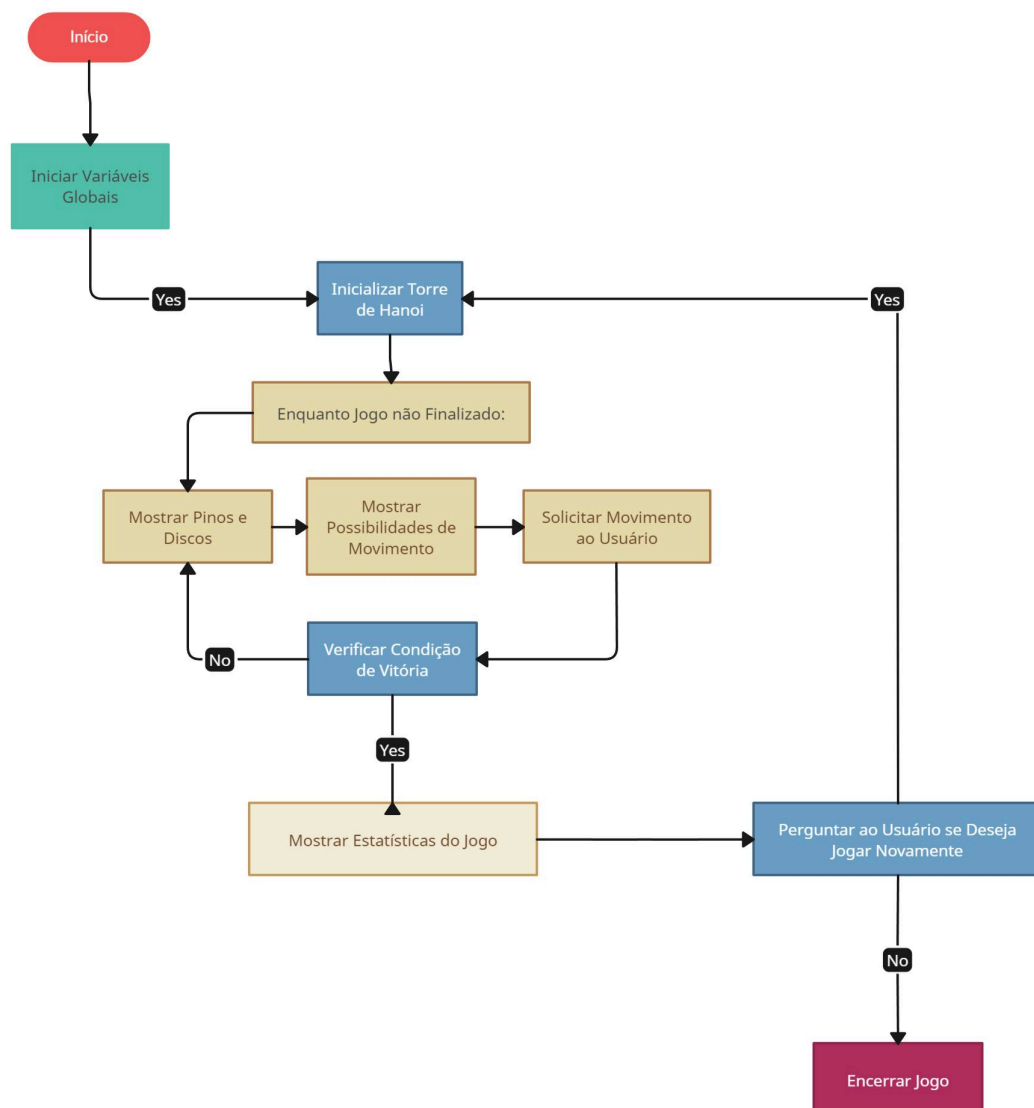 Início
Iniciar Variáveis
Globais
Yes
Inicializar Torre
de Hanoi
Yes
Enquanto Jogo não Finalizado:
Mostrar Pinos e
Discos
Mostrar
Possibilidades de
Movimento
Solicitar Movimento
ao Usuário
No
Verificar Condição
de Vitória
Yes
Mostrar Estatísticas do Jogo
Perguntar ao Usuário se Deseja
Jogar Novamente
No
Encerrar Jogo